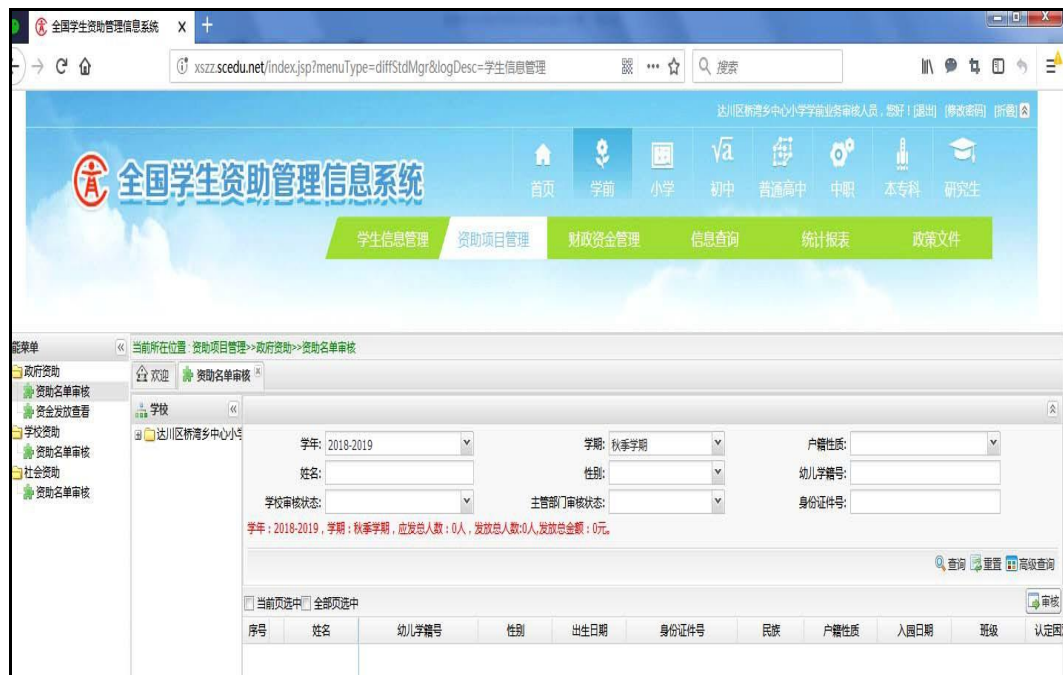 全国学生资助管理信息系统 X +
xszz.scedu.net/index.jsp?menuType=diffStdMgr&logDesc=学生信息管理 搜索
达川区桥湾乡中心小学学前业务审核人员，您好！[退出] [修改密码] [折叠]
资 全国学生资助管理信息系统
首页 学前 小学 初中 普通高中 中职 本专科 研究生
学生信息管理 资助项目管理 财政资金管理 信息查询 统计报表 政策文件
能菜单 当前所在位置：资助项目管理>>政府资助>>资助名单审核
政府资助 欢迎 资助名单审核
资助名单审核
资金发放查看 学校
学校资助 达川区桥湾乡中心小学
资助名单审核
社会资助
资助名单审核
学年: 2018-2019 学期: 秋季学期 户籍性质:
姓名: 性别: 幼儿学籍号:
学校审核状态: 主管部门审核状态: 身份证件号:
学年：2018-2019，学期：秋季学期，应发总人数：0人，发放总人数:0人,发放总金额：0元。
查询 重置 高级查询
当前页选中 全部页选中 审核
序号 姓名 幼儿学籍号 性别 出生日期 身份证件号 民族 户籍性质 入园日期 班级 认定困